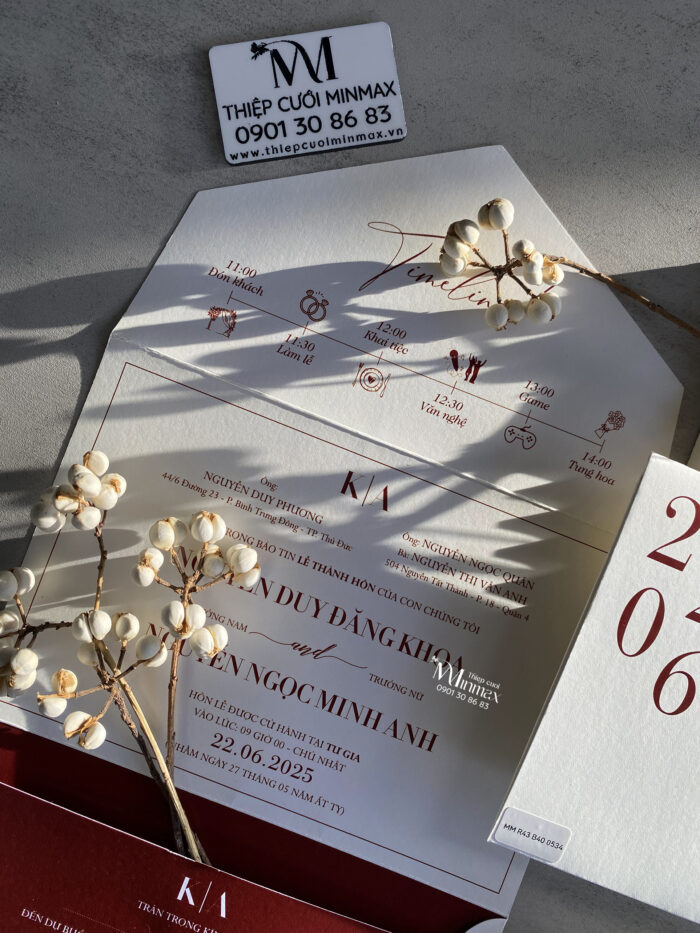 THIỆP CƯỚI MINMAX
0901 30 86 83
www.thiepcuoiminmax.vn
11:00
Đón khách
11:30
Làm lễ
12:00
Khai tiệc
12:30
Văn nghệ
13:00
Game
14:00
Tung hoa
K/A
Ông:
NGUYỄN DUY PHƯƠNG
44/6 Đường 23 - P. Bình Trưng Đông - TP. Thủ Đức
Ông: NGUYỄN NGỌC QUÂN
Bà: NGUYỄN THỊ VÂN ANH
504 Nguyễn Tất Thành - P. 18 - Quận 4
BÁO TIN LỄ THÀNH HÔN CỦA CON CHÚNG TÔI
DUY ĐĂNG KHOA
NAM
and
TRƯỞNG NỮ
NGUYỄN NGỌC MINH ANH
HÔN LỄ ĐƯỢC CỬ HÀNH TẠI TƯ GIA
VÀO LÚC: 09 GIỜ 00 - CHỦ NHẬT
22.06.2025
NHẰM NGÀY 27 THÁNG 05 NĂM ẤT TỴ)
Thiệp cưới
Minmax
0901 30 86 83
2
0
6
MM R43 B40 0534
K/A
TRÂN TRỌNG
ĐẾN DỰ